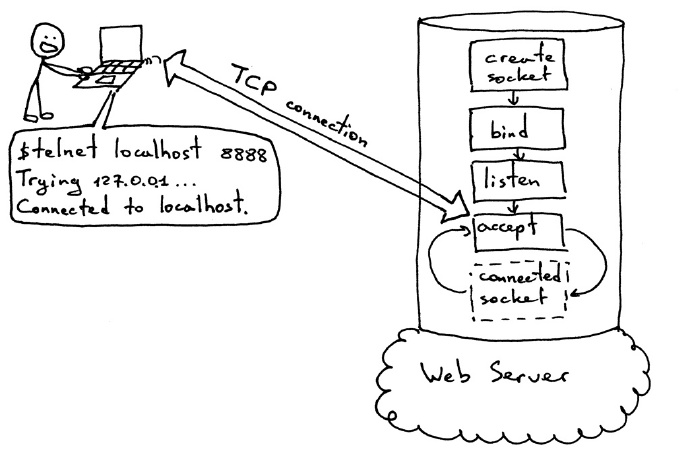 $telnet localhost 8888
Trying 127.0.0.1 ...
Connected to localhost.
TCP connection
create
socket
bind
listen
accept
connected
socket
Web Server